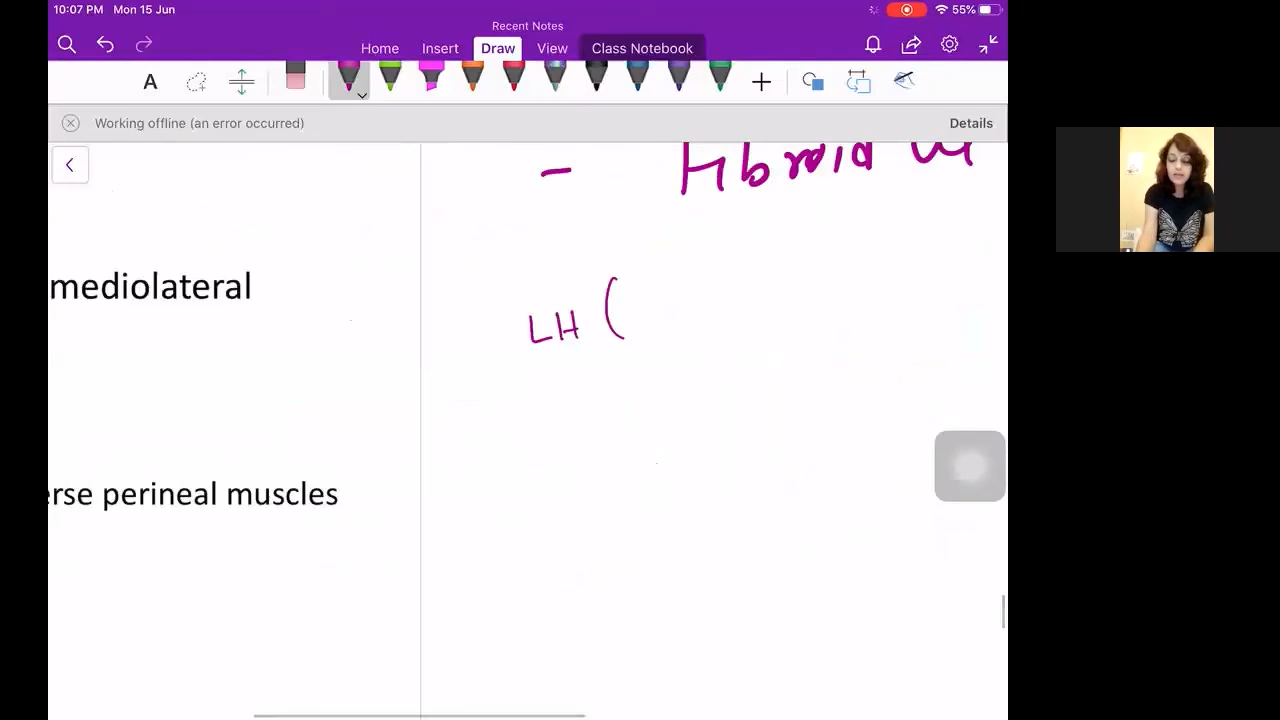 10:07 PM Mon 15 Jun
55%
Recent Notes
Home Insert Draw View Class Notebook
A
Working offline (an error occurred) Details
- Fibroid
mediolateral
LH (
erse perineal muscles